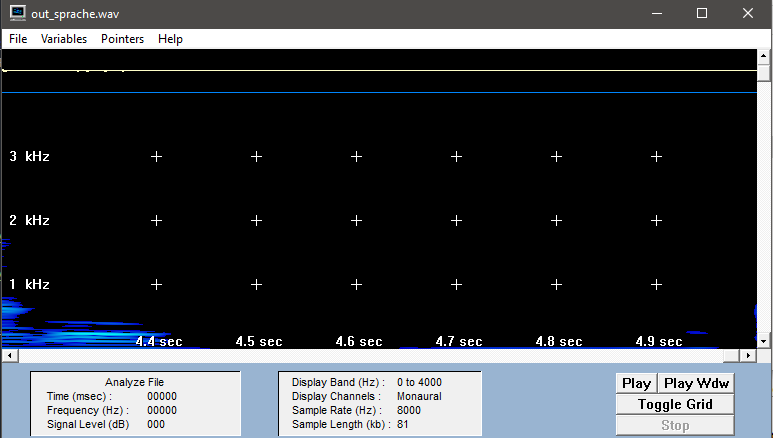 out_sprache.wav
File Variables Pointers Help
3 kHz
2 kHz
1 kHz
4.4 sec 4.5 sec 4.6 sec 4.7 sec 4.8 sec 4.9 sec
Analyze File
Time (msec) : 00000
Frequency (Hz) : 00000
Signal Level (dB) 000
Display Band (Hz) : 0 to 4000
Display Channels : Monaural
Sample Rate (Hz) : 8000
Sample Length (kb) : 81
Play Play Wdw
Toggle Grid
Stop